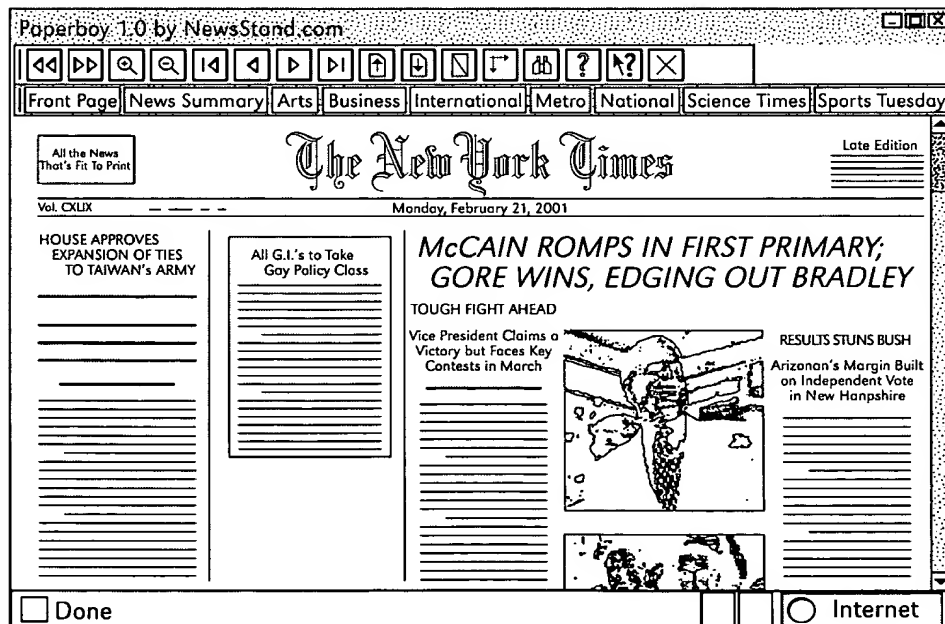 Paperboy 1.0 by NewsStand.com
? ?
Front Page News Summary Arts Business International Metro National Science Times Sports Tuesday
All the News
That's Fit To Print
The New York Times
Late Edition
Vol. CXLIX
Monday, February 21, 2001
HOUSE APPROVES
EXPANSION OF TIES
TO TAIWAN's ARMY
All G.I.'s to Take
Gay Policy Class
McCAIN ROMPS IN FIRST PRIMARY;
GORE WINS, EDGING OUT BRADLEY
TOUGH FIGHT AHEAD
Vice President Claims a
Victory but Faces Key
Contests in March
RESULTS STUNS BUSH
Arizonan's Margin Built
on Independent Vote
in New Hanpshire
Done
Internet